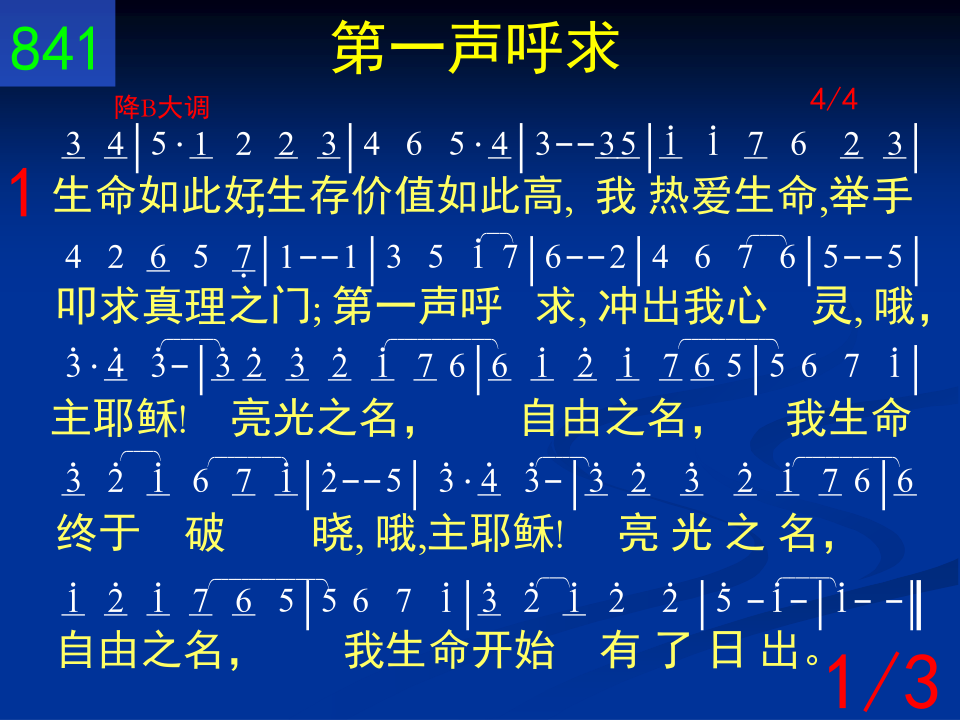 841
第一声呼求
降B大调
4/4
3 4|5·1 2 2 3|4 6 5·4|3--35|i i 7 6 2 3|
1
生命如此好,生存价值如此高, 我 热爱生命,举手
4 2 6 5 7̣|1--1|3 5 i 7|6--2|4 6 7 6|5--5|
叩求真理之门; 第一声呼 求, 冲出我心 灵, 哦,
3̇·4̇ 3̇-|3̇ 2̇ 3̇ 2̇ i 7 6|6 i 2̇ i 7 6 5|5 6 7 i|
主耶稣! 亮光之名, 自由之名, 我生命
3̇ 2̇ i 6 7 i|2̇--5| 3̇·4̇ 3̇-|3̇ 2̇ 3̇ 2̇ i 7 6|6
终于 破 晓, 哦,主耶稣! 亮 光 之 名,
i 2̇ i 7 6 5|5 6 7 i|3̇ 2̇ i 2̇ 2̇|5̇ -i-|i--‖
自由之名, 我生命开始 有 了 日 出。
1/3